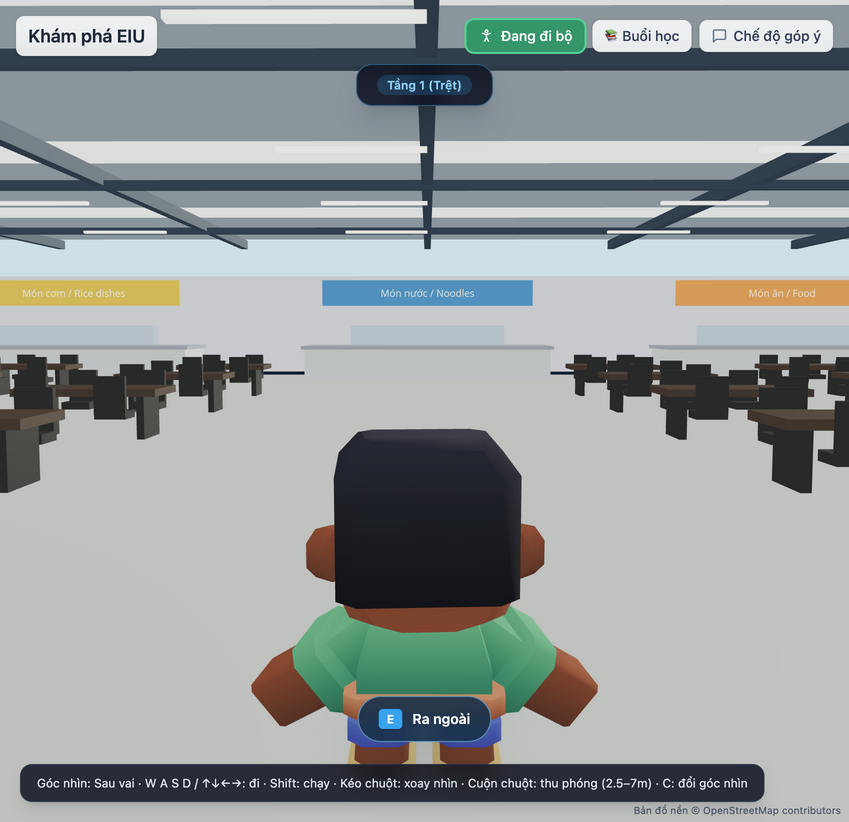 Khám phá EIU
Đang đi bộ
Buổi học
Chế độ góp ý
Tầng 1 (Trệt)
Món cơm / Rice dishes
Món nước / Noodles
Món ăn / Food
E Ra ngoài
Góc nhìn: Sau vai · W A S D / ↑↓←→: đi · Shift: chạy · Kéo chuột: xoay nhìn · Cuộn chuột: thu phóng (2.5–7m) · C: đổi góc nhìn
Bản đồ nền © OpenStreetMap contributors